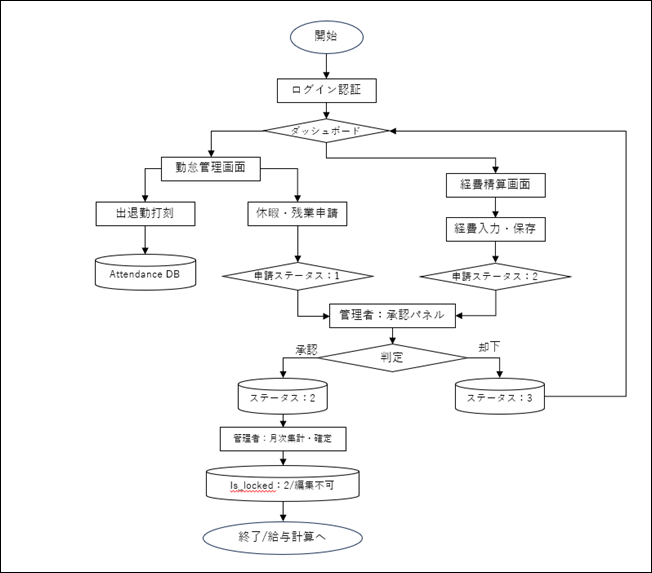 開始
ログイン認証
ダッシュボード
勤怠管理画面
経費精算画面
出退勤打刻
休暇・残業申請
経費入力・保存
Attendance DB
申請ステータス：1
申請ステータス：2
管理者：承認パネル
承認
判定
却下
ステータス：2
ステータス：3
管理者：月次集計・確定
Is_locked：2/編集不可
終了/給与計算へ